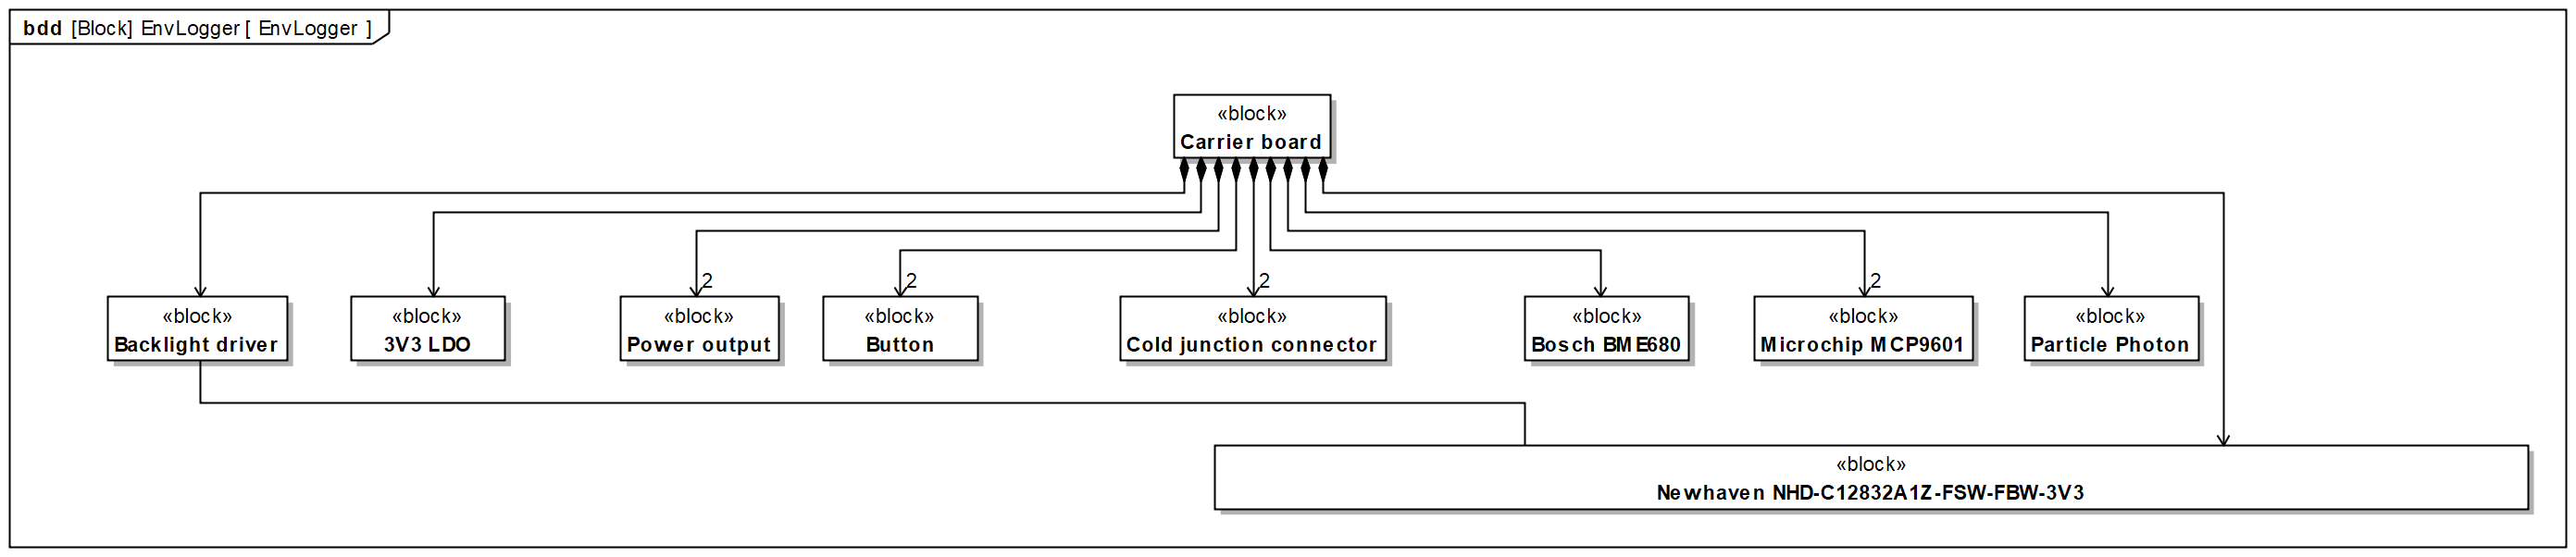 bdd [Block] EnvLogger [ EnvLogger ]
«block»
Carrier board
2
2
2
2
«block»
Backlight driver
«block»
3V3 LDO
«block»
Power output
«block»
Button
«block»
Cold junction connector
«block»
Bosch BME680
«block»
Microchip MCP9601
«block»
Particle Photon
«block»
Newhaven NHD-C12832A1Z-FSW-FBW-3V3